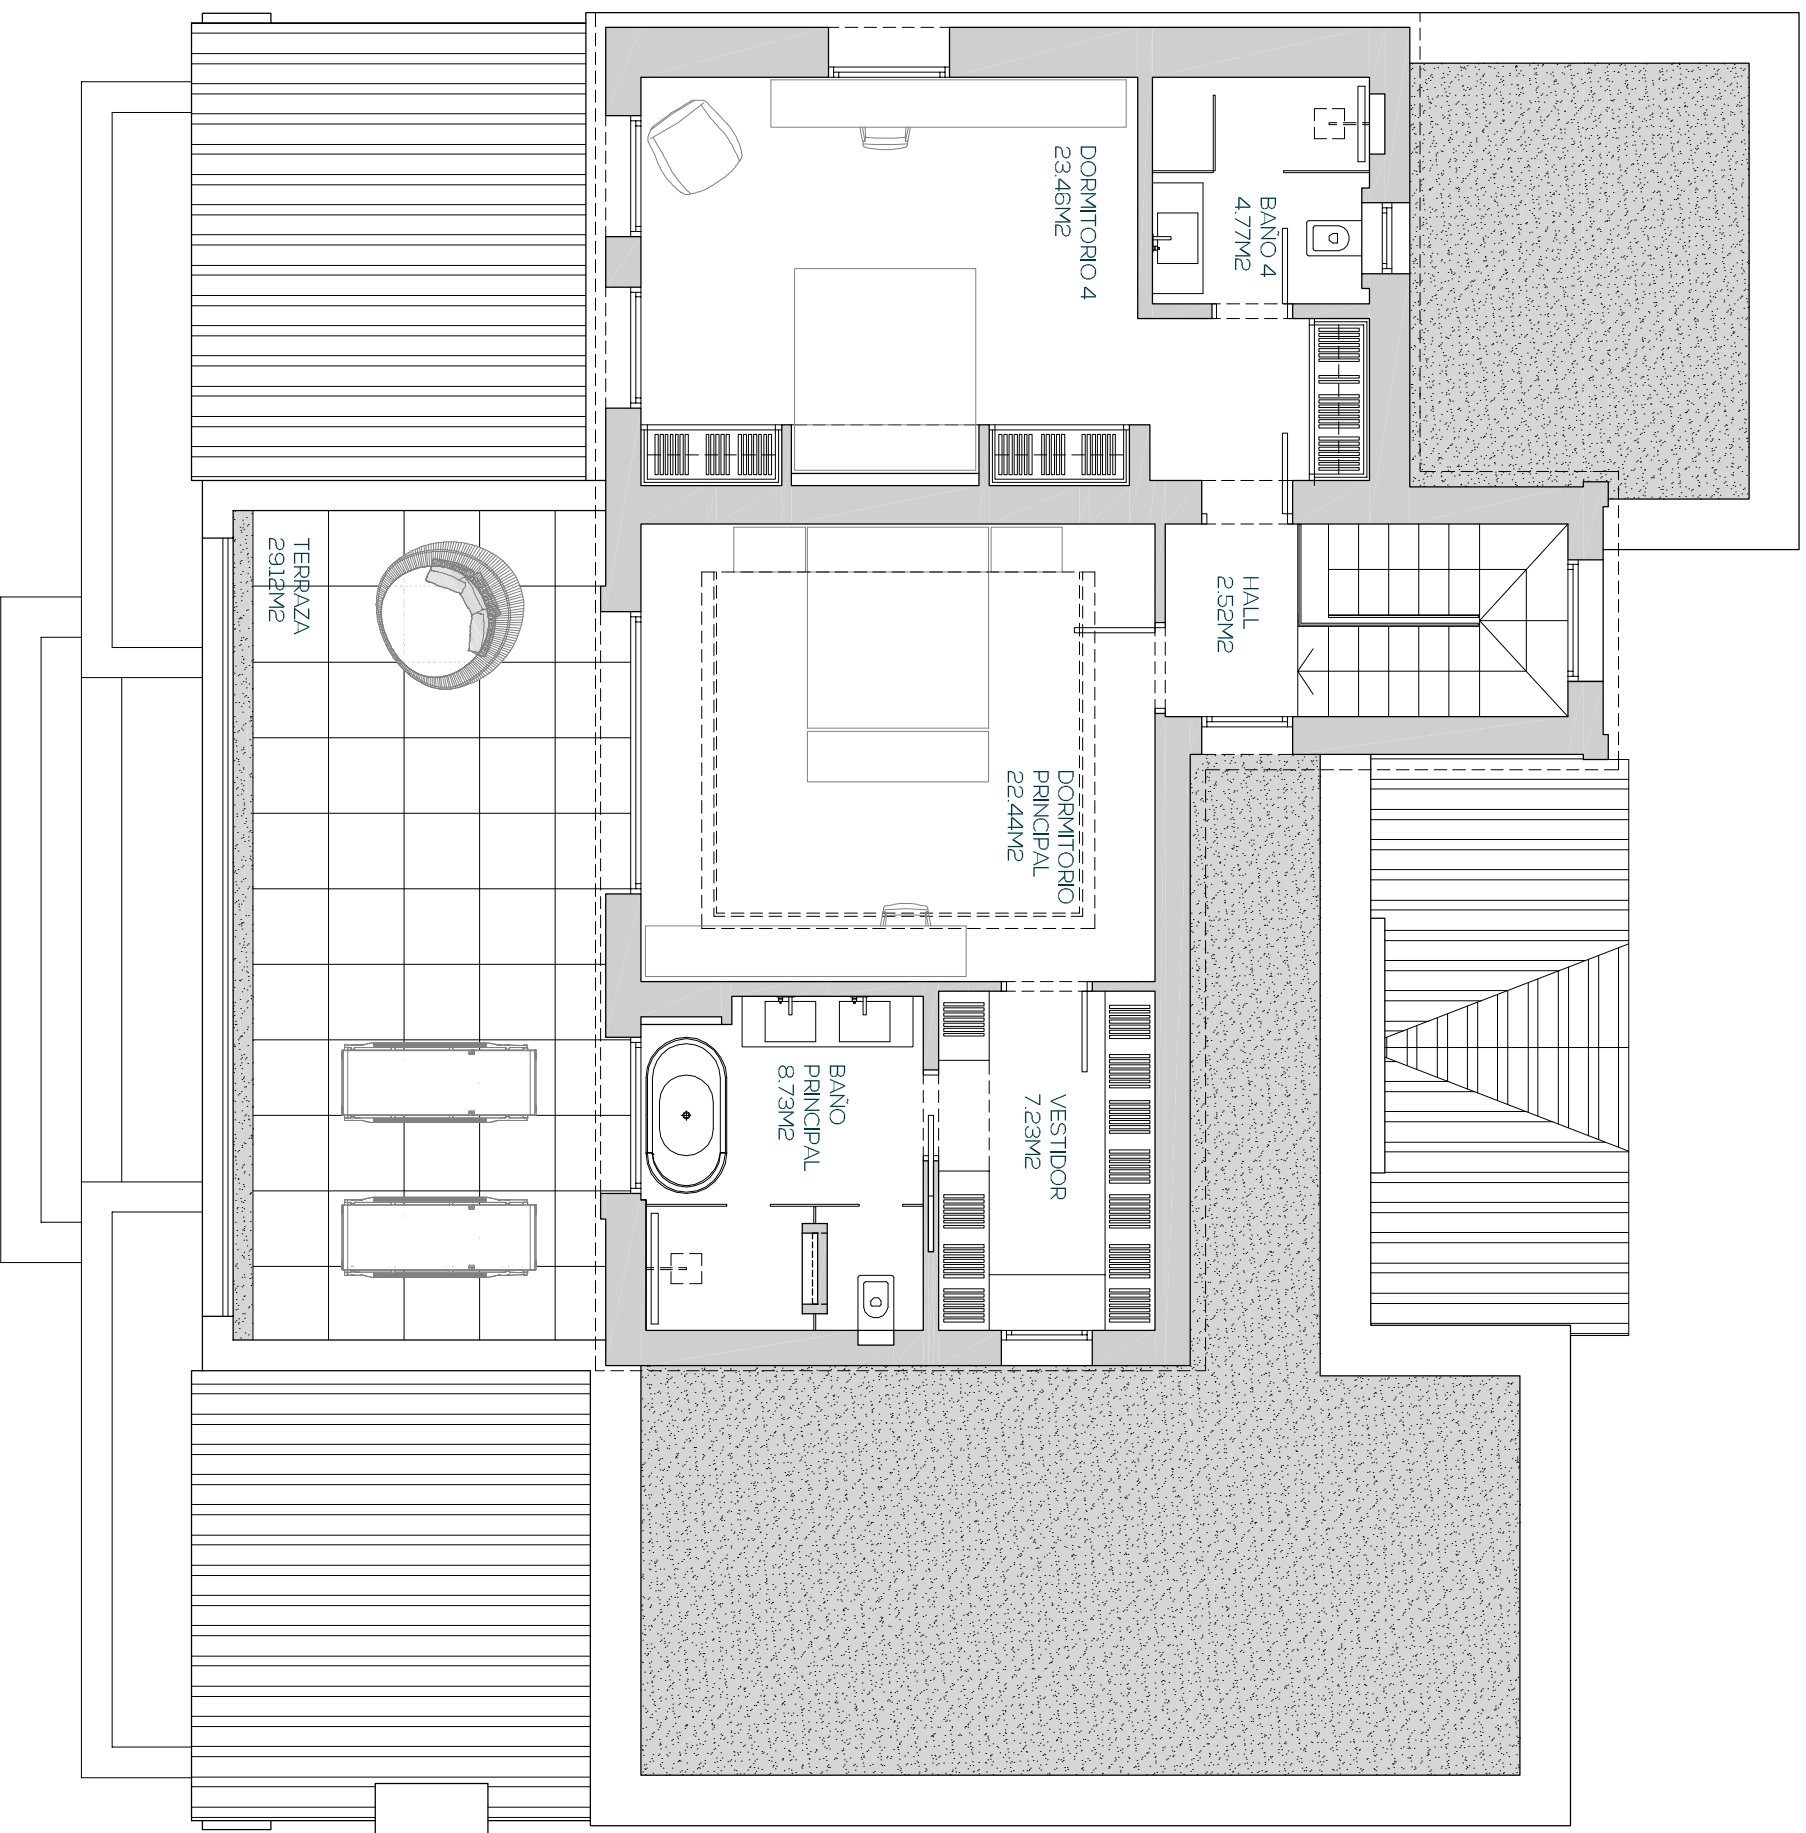 DORMITORIO 4
23.46M2
BAÑO 4
4.77M2
TERRAZA
29.12M2
HALL
2.52M2
DORMITORIO
PRINCIPAL
22.44M2
BAÑO
PRINCIPAL
8.73M2
VESTIDOR
7.23M2